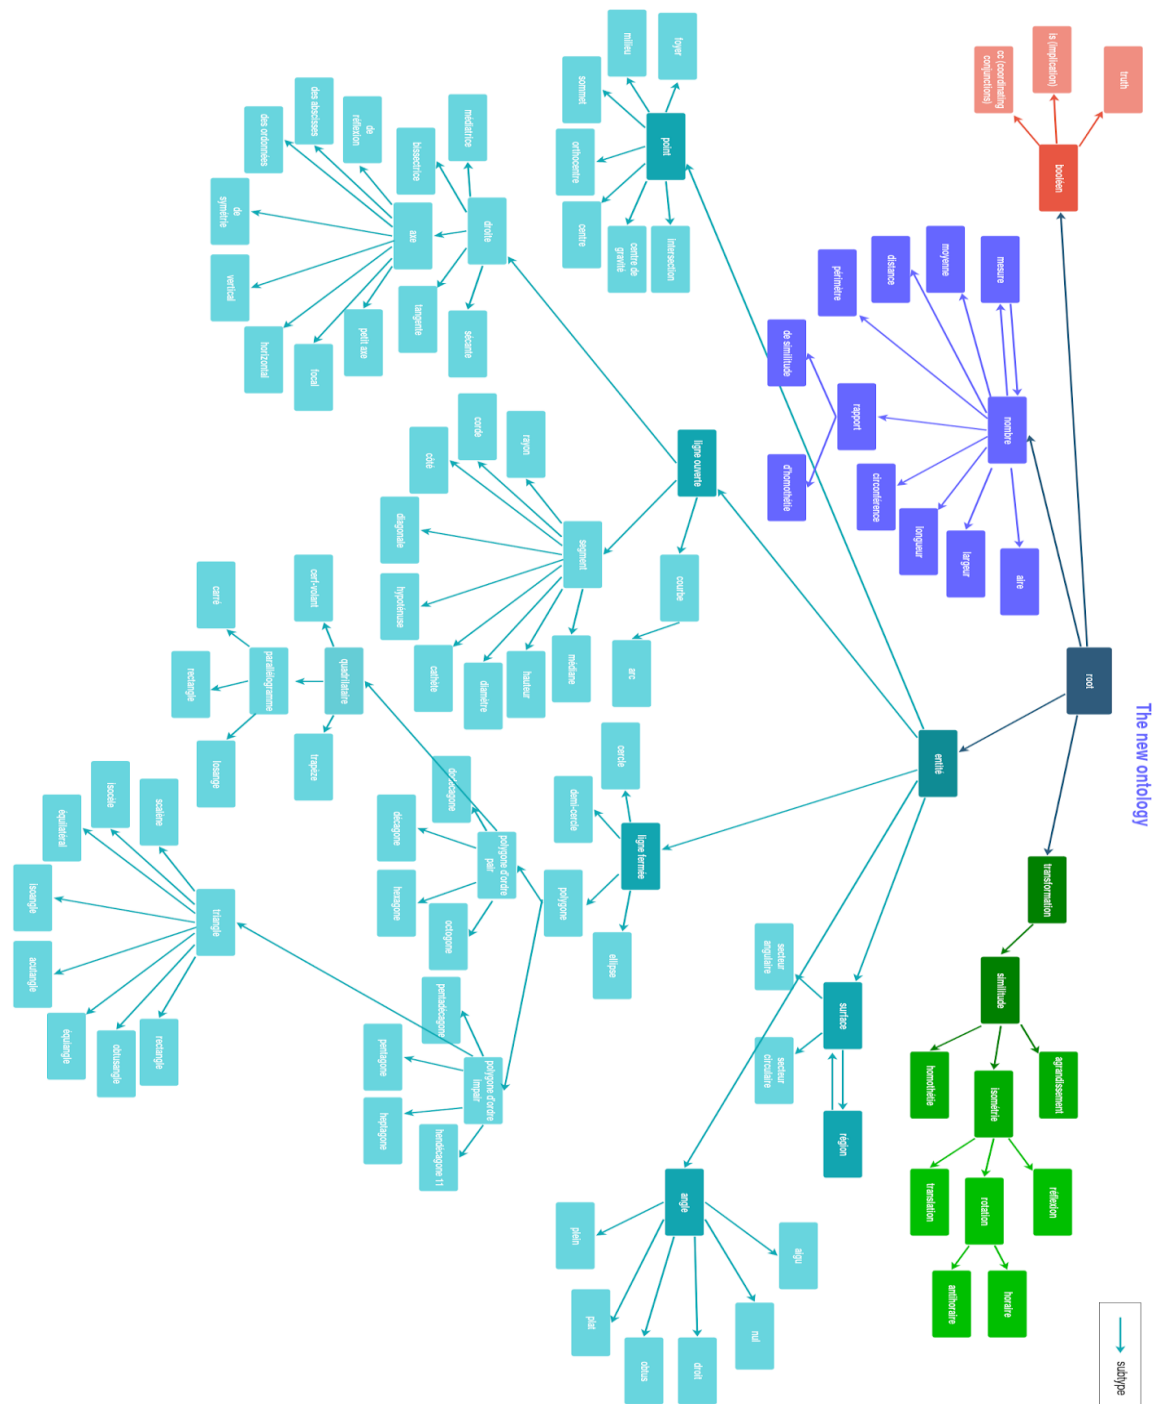 The new ontology
root
booléen
truth
is (implication)
cc (coordinating
conjunctions)
nombre
mesure
moyenne
distance
périmètre
rapport
de similitude
d'homothétie
circonférence
longueur
largeur
aire
entité
point
foyer
milieu
sommet
orthocentre
centre
centre de
gravité
intersection
ligne ouverte
droite
médiatrice
bissectrice
axe
de
réflexion
des abscisses
des ordonnées
de
symétrie
vertical
horizontal
focal
petit axe
tangente
sécante
segment
rayon
corde
côté
diagonale
hypoténuse
cathète
diamètre
hauteur
médiane
courbe
arc
ligne fermée
cercle
demi-cercle
polygone
ellipse
polygone d'ordre
pair
dodécagone
décagone
hexagone
octogone
quadrilataire
cerf-volant
parallélogramme
trapèze
carré
rectangle
losange
polygone d'ordre
impair
pentadécagone
pentagone
heptagone
hendécagone 11
triangle
scalène
isocèle
équilatéral
isoangle
acutangle
équiangle
obtusangle
rectangle
surface
secteur
angulaire
secteur
circulaire
région
angle
plein
plat
obtus
droit
nul
aigu
transformation
similitude
homothétie
isométrie
agrandissement
translation
rotation
réflexion
antihoraire
horaire
subtype